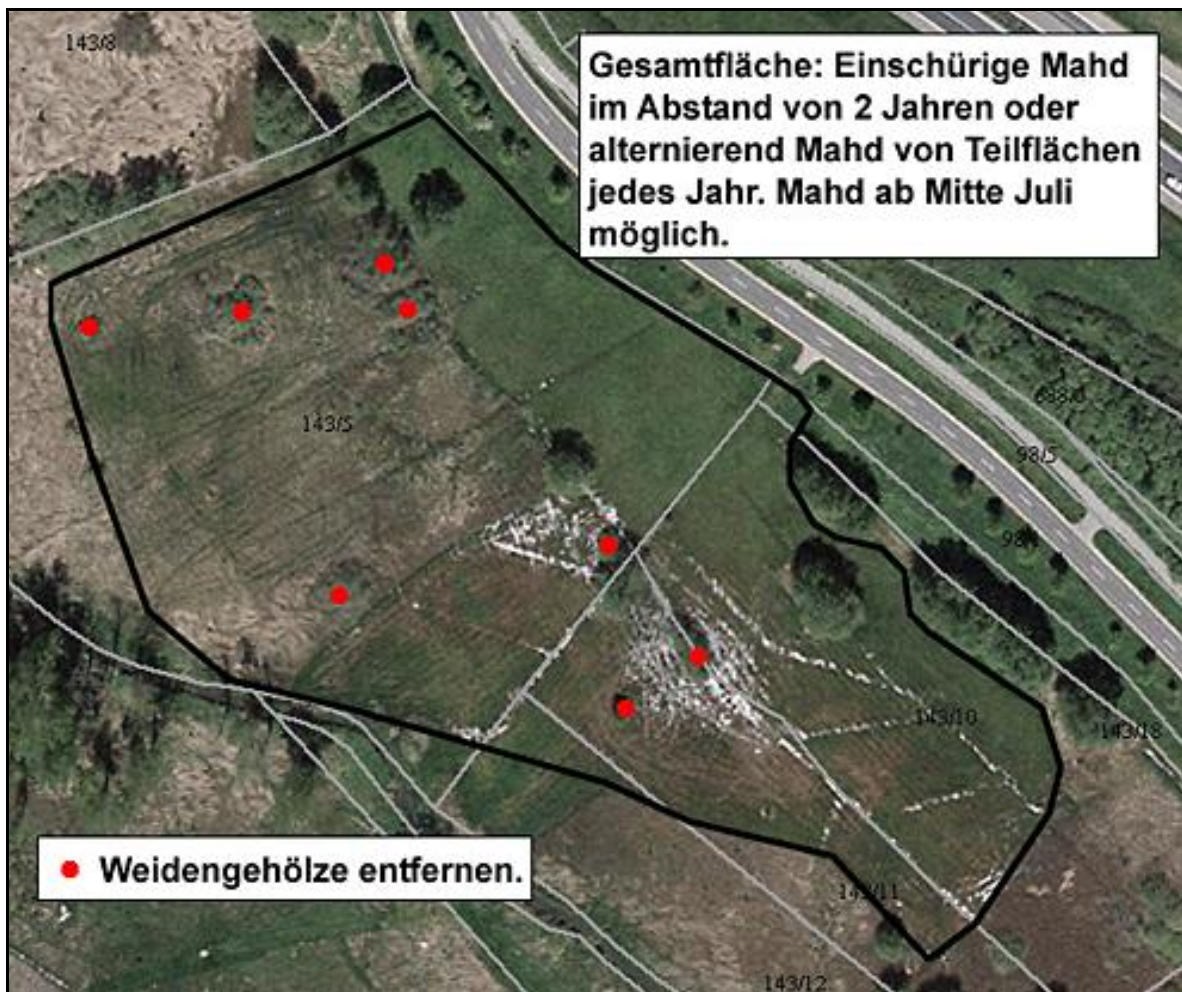 143/8
Gesamtfläche: Einschürige Mahd
im Abstand von 2 Jahren oder
alternierend Mahd von Teilflächen
jedes Jahr. Mahd ab Mitte Juli
möglich.
143/5
98/5
143/10
143/18
Weidengehölze entfernen.
143/11
143/12